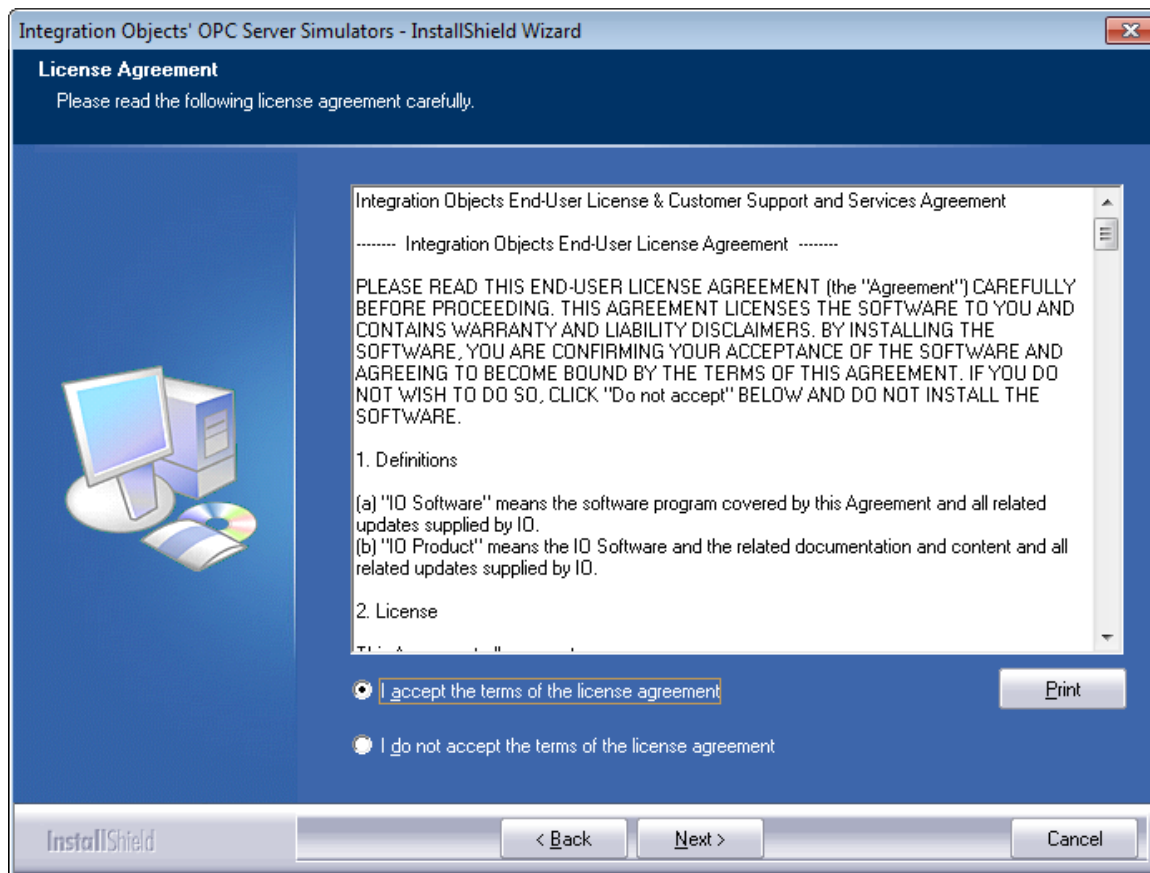 Integration Objects' OPC Server Simulators - InstallShield Wizard
License Agreement
Please read the following license agreement carefully.
Integration Objects End-User License & Customer Support and Services Agreement
-------- Integration Objects End-User License Agreement --------
PLEASE READ THIS END-USER LICENSE AGREEMENT (the "Agreement") CAREFULLY
BEFORE PROCEEDING. THIS AGREEMENT LICENSES THE SOFTWARE TO YOU AND
CONTAINS WARRANTY AND LIABILITY DISCLAIMERS. BY INSTALLING THE
SOFTWARE, YOU ARE CONFIRMING YOUR ACCEPTANCE OF THE SOFTWARE AND
AGREEING TO BECOME BOUND BY THE TERMS OF THIS AGREEMENT. IF YOU DO
NOT WISH TO DO SO, CLICK "Do not accept" BELOW AND DO NOT INSTALL THE
SOFTWARE.
1. Definitions
(a) "IO Software" means the software program covered by this Agreement and all related
updates supplied by IO.
(b) "IO Product" means the IO Software and the related documentation and content and all
related updates supplied by IO.
2. License
I accept the terms of the license agreement
Print
I do not accept the terms of the license agreement
InstallShield
< Back
Next >
Cancel